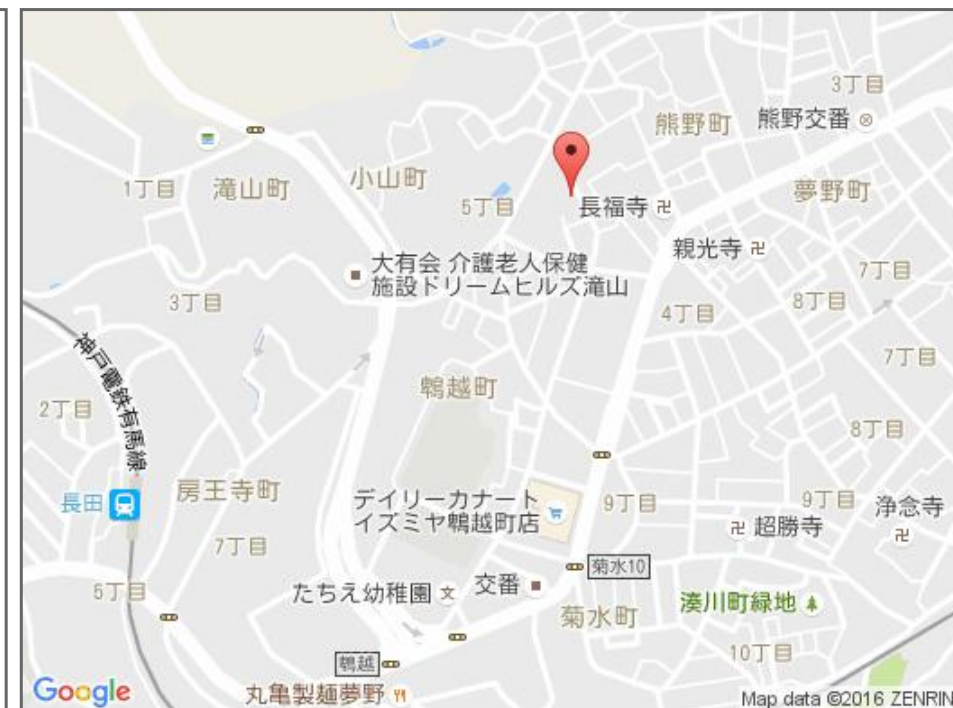 3丁目
熊野町
熊野交番
小山町
1丁目
滝山町
5丁目
長福寺
夢野町
親光寺
大有会 介護老人保健
施設ドリームヒルズ滝山
7丁目
3丁目
8丁目
4丁目
神戸電鉄有馬線
7丁目
鵯越町
2丁目
8丁目
房王寺町
長田
デイリーカナート
イズミヤ鵯越町店
9丁目
9丁目
浄念寺
超勝寺
7丁目
菊水10
5丁目
たちえ幼稚園
交番
菊水町
湊川町緑地
10丁目
鵯越
Google
丸亀製麺夢野
Map data ©2016 ZENRIN